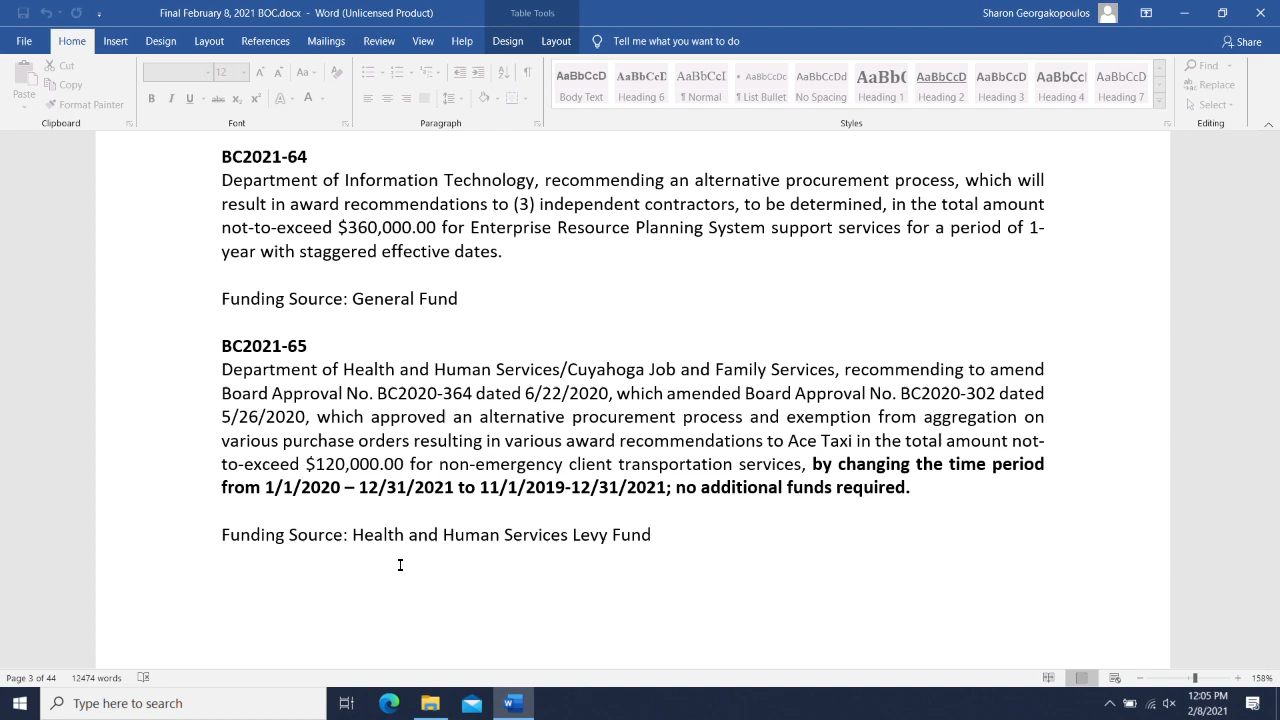 Final February 8, 2021 BOC.docx - Word (Unlicensed Product)
Table Tools
Sharon Georgakopoulos
File Home Insert Design Layout References Mailings Review View Help Design Layout Tell me what you want to do
Share
Paste
Cut
Copy
Format Painter
Clipboard
12
Aa
B I U abc X2 X2 A A
Font
Paragraph
AaBbCcD AaBbCcD AaBbCcI AaBbCcDc AaBbCcDd AaBb( AaBbCcD AaBbCcD AaBbCc AaBbCcD
Body Text Heading 6 ¶ Normal ¶ List Bullet No Spacing Heading 1 Heading 2 Heading 3 Heading 4 Heading 7
Styles
Find
Replace
Select
Editing
BC2021-64
Department of Information Technology, recommending an alternative procurement process, which will
result in award recommendations to (3) independent contractors, to be determined, in the total amount
not-to-exceed $360,000.00 for Enterprise Resource Planning System support services for a period of 1-
year with staggered effective dates.
Funding Source: General Fund
BC2021-65
Department of Health and Human Services/Cuyahoga Job and Family Services, recommending to amend
Board Approval No. BC2020-364 dated 6/22/2020, which amended Board Approval No. BC2020-302 dated
5/26/2020, which approved an alternative procurement process and exemption from aggregation on
various purchase orders resulting in various award recommendations to Ace Taxi in the total amount not-
to-exceed $120,000.00 for non-emergency client transportation services, by changing the time period
from 1/1/2020 – 12/31/2021 to 11/1/2019-12/31/2021; no additional funds required.
Funding Source: Health and Human Services Levy Fund
Page 3 of 44 12474 words
158%
Type here to search
12:05 PM
2/8/2021